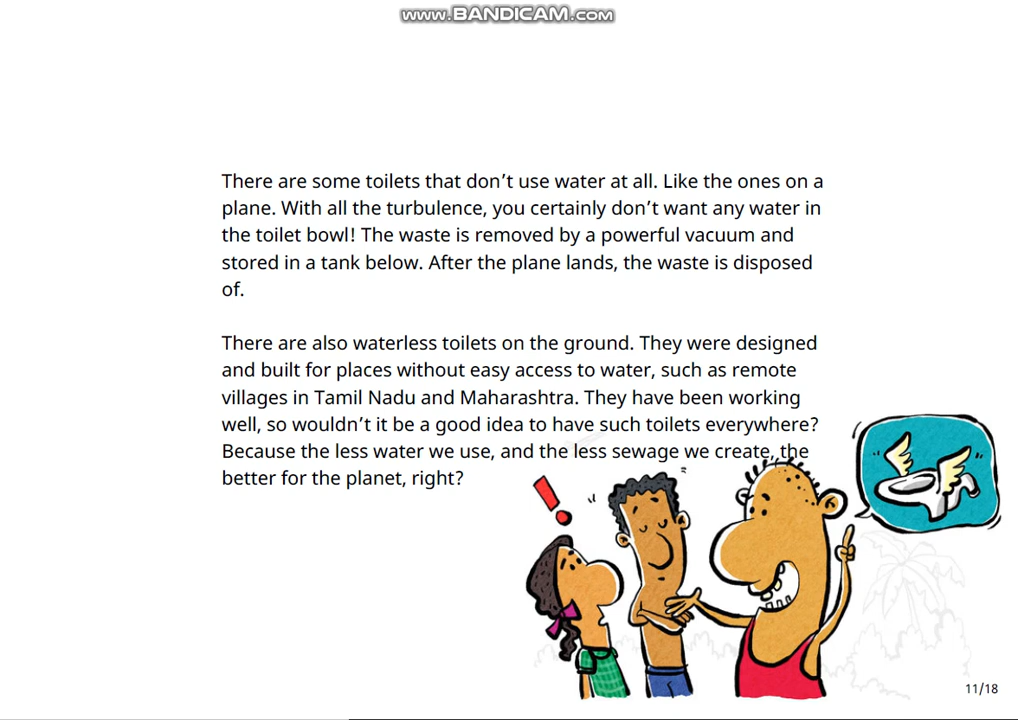 www.BANDICAM.com
There are some toilets that don’t use water at all. Like the ones on a
plane. With all the turbulence, you certainly don’t want any water in
the toilet bowl! The waste is removed by a powerful vacuum and
stored in a tank below. After the plane lands, the waste is disposed
of.
There are also waterless toilets on the ground. They were designed
and built for places without easy access to water, such as remote
villages in Tamil Nadu and Maharashtra. They have been working
well, so wouldn’t it be a good idea to have such toilets everywhere?
Because the less water we use, and the less sewage we create, the
better for the planet, right?
!
11/18